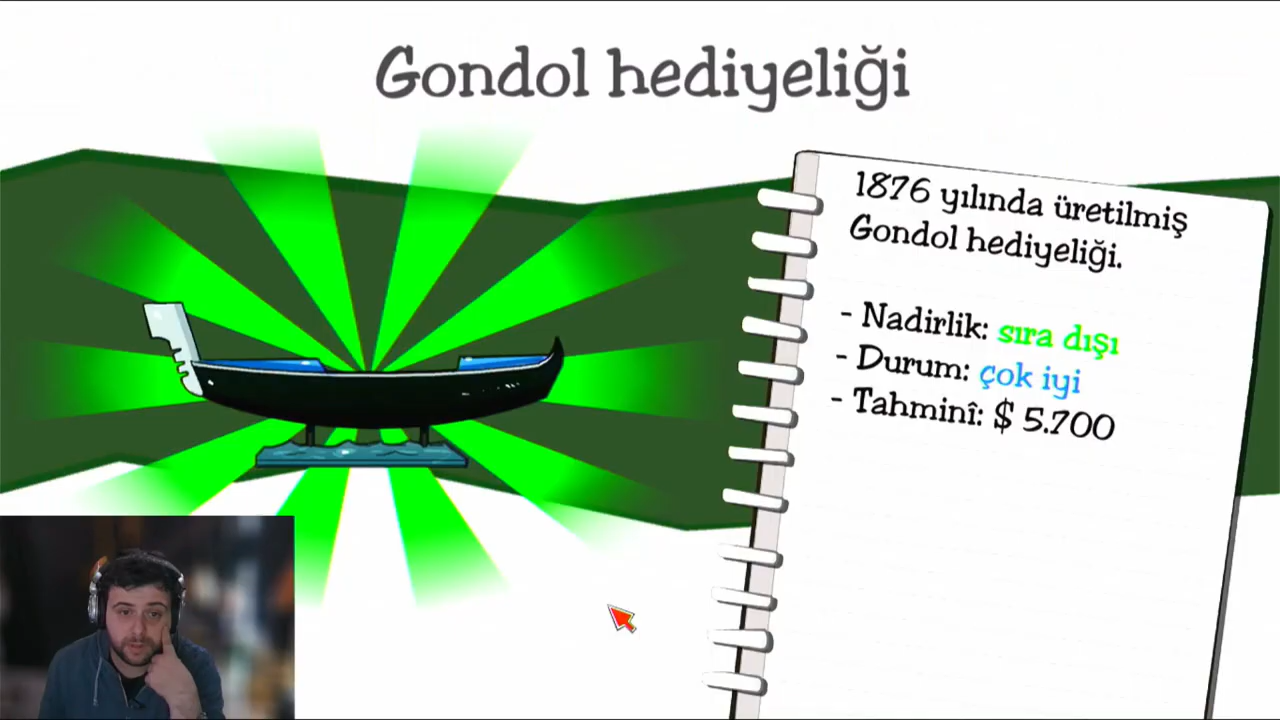 Gondol hediyeliği
1876 yılında üretilmiş
Gondol hediyeliği.
- Nadirlik: sıra dışı
- Durum: çok iyi
- Tahminî: $ 5.700